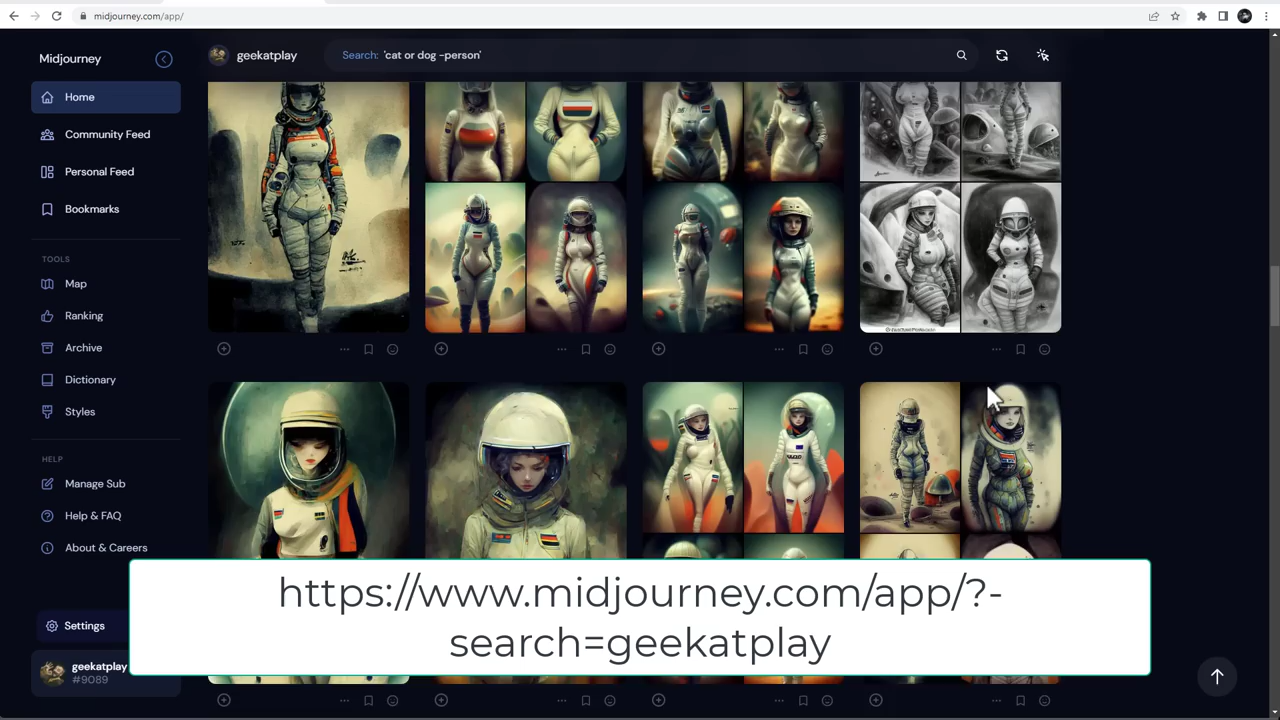 midjourney.com/app/
Midjourney
geekatplay
Search: 'cat or dog -person'
Home
Community Feed
Personal Feed
Bookmarks
TOOLS
Map
Ranking
Archive
Dictionary
Styles
HELP
Manage Sub
Help & FAQ
About & Careers
Settings
geekatplay
#9089
https://www.midjourney.com/app/?-
search=geekatplay